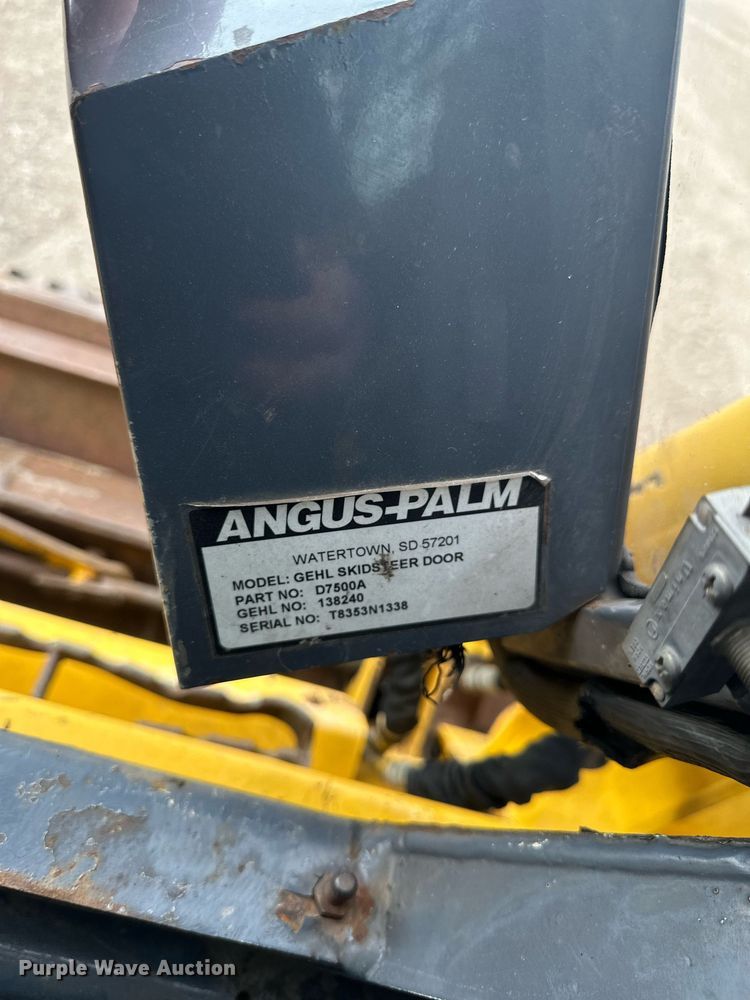 ANGUS-PALM
WATERTOWN, SD 57201
MODEL: GEHL SKIDSTEER DOOR
PART NO: D7500A
GEHL NO: 138240
SERIAL NO: T8353N1338
Purple Wave Auction